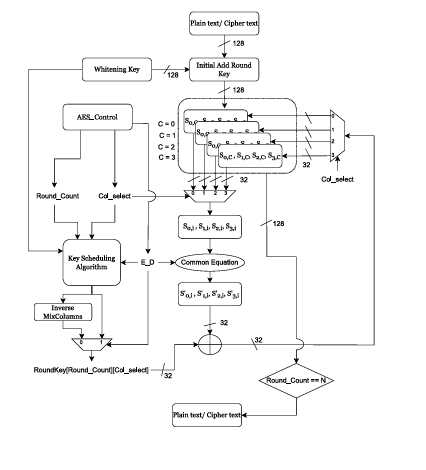 Plain text/ Cipher text
128
Whitening Key
128
Initial Add Round
Key
128
AES_Control
C = 0
C = 1
C = 2
C = 3
S₀,C , S₁,C , S₂,C , S₃,C
0
1
2
3
32
Col_select
32
0 1 2 3
Round_Count
Col_select
128
S₀,i , S₁,i , S₂,i , S₃,i
Key Scheduling
Algorithm
E_D
Common Equation
S'₀,i , S'₁,i , S'₂,i , S'₃,i
Inverse
MixColumns
32
32
0 1
RoundKey[Round_Count][Col_select]
32
Round_Count == N
Plain text/ Cipher text